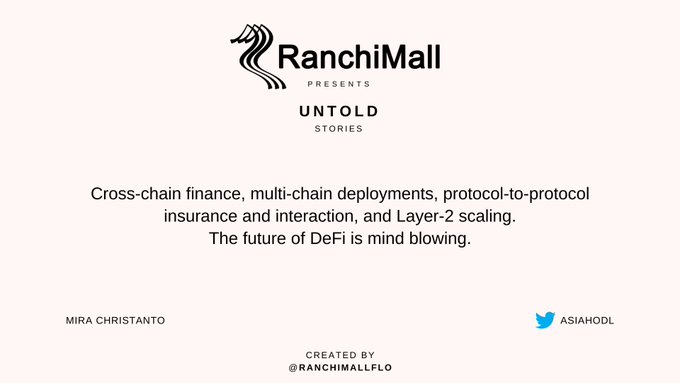 RanchiMall
PRESENTS
UNTOLD
STORIES
Cross-chain finance, multi-chain deployments, protocol-to-protocol
insurance and interaction, and Layer-2 scaling.
The future of DeFi is mind blowing.
MIRA CHRISTANTO
ASIAHODL
CREATED BY
@RANCHIMALLFLO